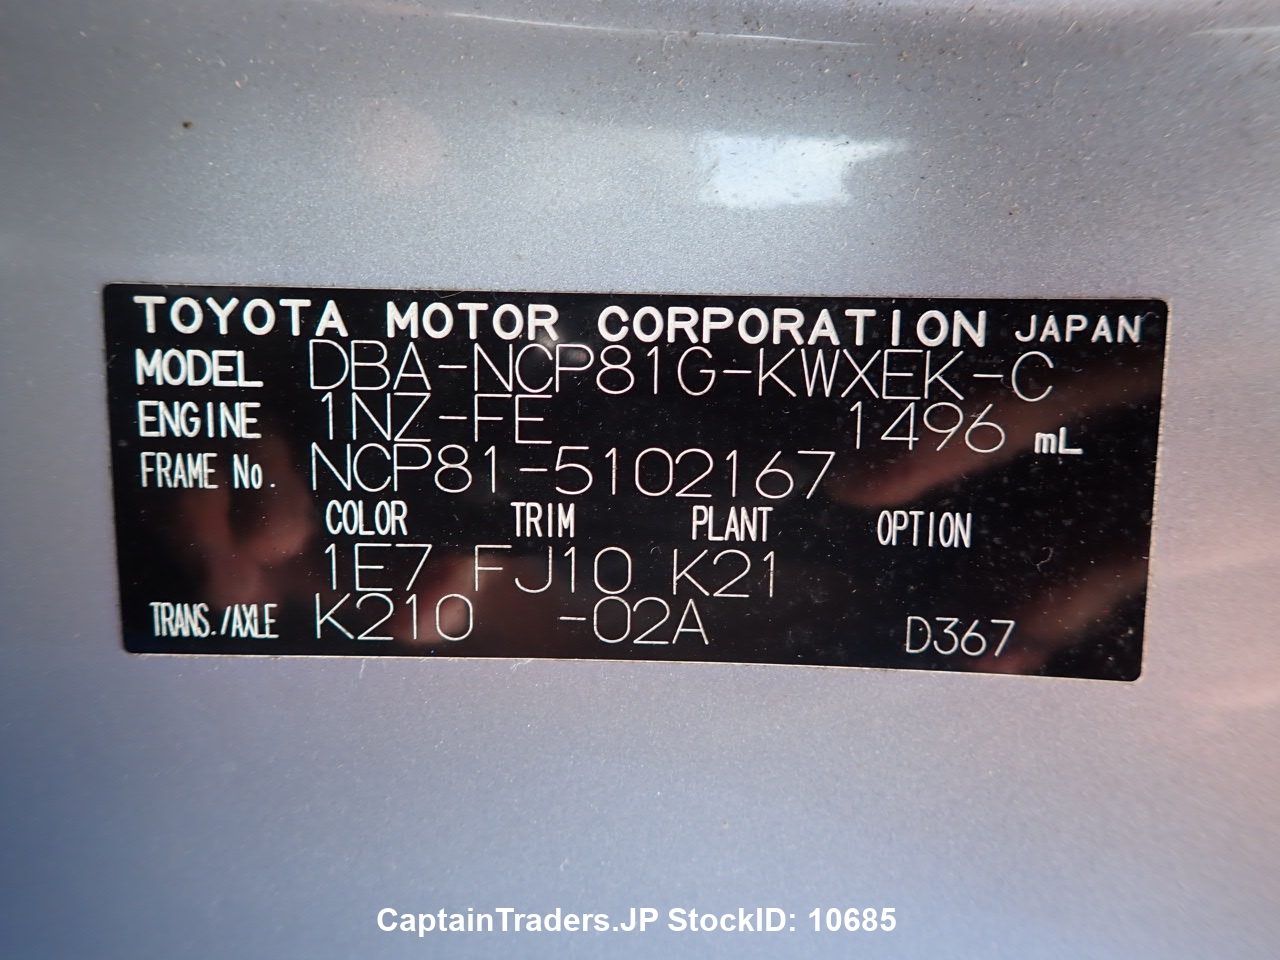 TOYOTA MOTOR CORPORATION JAPAN
MODEL DBA-NCP81G-KWXEK-C
ENGINE 1NZ-FE 1496 mL
FRAME No. NCP81-5102167
COLOR TRIM PLANT OPTION
1E7 FJ10 K21
TRANS./AXLE K210 -02A D367
CaptainTraders.JP StockID: 10685